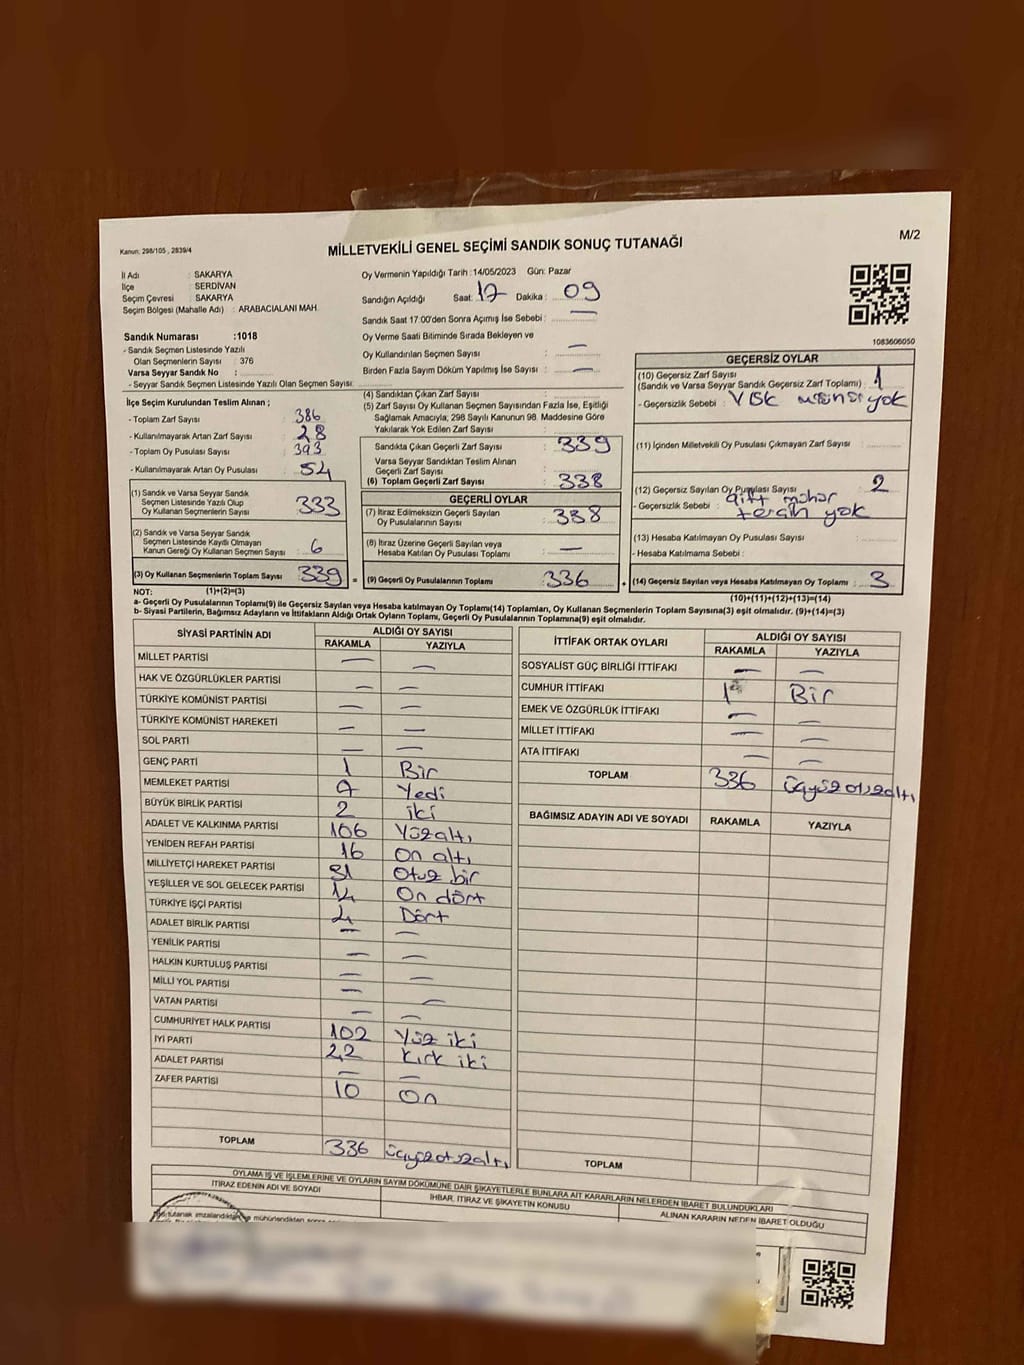 Kanun: 298/105 , 2839/4
MİLLETVEKİLİ GENEL SEÇİMİ SANDIK SONUÇ TUTANAĞI
M/2
İl Adı : SAKARYA
İlçe : SERDİVAN
Seçim Çevresi : SAKARYA
Seçim Bölgesi (Mahalle Adı) : ARABACIALANI MAH.
Oy Vermenin Yapıldığı Tarih :14/05/2023 Gün: Pazar
Sandığın Açıldığı Saat: 17 Dakika : 09
Sandık Saat 17:00'den Sonra Açımış İse Sebebi : —
Oy Verme Saati Bitiminde Sırada Bekleyen ve
Oy Kullandırılan Seçmen Sayısı : —
Birden Fazla Sayım Döküm Yapılmış İse Sayısı : —
1083606050
Sandık Numarası :1018
- Sandık Seçmen Listesinde Yazılı
Olan Seçmenlerin Sayısı : 376
Varsa Seyyar Sandık No :
- Seyyar Sandık Seçmen Listesinde Yazılı Olan Seçmen Sayısı:
İlçe Seçim Kurulundan Teslim Alınan ;
- Toplam Zarf Sayısı : 386
- Kullanılmayarak Artan Zarf Sayısı : 28
- Toplam Oy Pusulası Sayısı : 393
- Kullanılmayarak Artan Oy Pusulası : 54
(1) Sandık ve Varsa Seyyar Sandık
Seçmen Listesinde Yazılı Olup
Oy Kullanan Seçmenlerin Sayısı : 333
(2) Sandık ve Varsa Seyyar Sandık
Seçmen Listesinde Kayıtlı Olmayan
Kanun Gereği Oy Kullanan Seçmen Sayısı : 6
(3) Oy Kullanan Seçmenlerin Toplam Sayısı : 339 =
(4) Sandıktan Çıkan Zarf Sayısı :
(5) Zarf Sayısı Oy Kullanan Seçmen Sayısından Fazla İse, Eşitliği
Sağlamak Amacıyla; 298 Sayılı Kanunun 98. Maddesine Göre
Yakılarak Yok Edilen Zarf Sayısı :
Sandıkta Çıkan Geçerli Zarf Sayısı : 339
Varsa Seyyar Sandıktan Teslim Alınan
Geçerli Zarf Sayısı :
(6) Toplam Geçerli Zarf Sayısı : 338
GEÇERLİ OYLAR
(7) İtiraz Edilmeksizin Geçerli Sayılan
Oy Pusulalarının Sayısı : 338
(8) İtiraz Üzerine Geçerli Sayılan veya
Hesaba Katılan Oy Pusulası Toplamı : —
(9) Geçerli Oy Pusulalarının Toplamı : 336 +
GEÇERSİZ OYLAR
(10) Geçersiz Zarf Sayısı
(Sandık ve Varsa Seyyar Sandık Geçersiz Zarf Toplamı) : 1
- Geçersizlik Sebebi : YSK mührü yok
(11) İçinden Milletvekili Oy Pusulası Çıkmayan Zarf Sayısı :
(12) Geçersiz Sayılan Oy Pusulası Sayısı : 2
- Geçersizlik Sebebi : Çift mühür
tercih yok
(13) Hesaba Katılmayan Oy Pusulası Sayısı :
- Hesaba Katılmama Sebebi :
(14) Geçersiz Sayılan veya Hesaba Katılmayan Oy Toplamı : 3
NOT: (1)+(2)=(3)
(10)+(11)+(12)+(13)=(14)
a- Geçerli Oy Pusulalarının Toplamı(9) ile Geçersiz Sayılan veya Hesaba katılmayan Oy Toplamı(14) Toplamları, Oy Kullanan Seçmenlerin Toplam Sayısına(3) eşit olmalıdır. (9)+(14)=(3)
b- Siyasi Partilerin, Bağımsız Adayların ve İttifakların Aldığı Ortak Oyların Toplamı, Geçerli Oy Pusulalarının Toplamına(9) eşit olmalıdır.
SİYASİ PARTİNİN ADI ALDIĞI OY SAYISI
RAKAMLA YAZIYLA
MİLLET PARTİSİ — —
HAK VE ÖZGÜRLÜKLER PARTİSİ — —
TÜRKİYE KOMÜNİST PARTİSİ — —
TÜRKİYE KOMÜNİST HAREKETİ — —
SOL PARTİ — —
GENÇ PARTİ 1 Bir
MEMLEKET PARTİSİ 7 Yedi
BÜYÜK BİRLİK PARTİSİ 2 iki
ADALET VE KALKINMA PARTİSİ 106 Yüzaltı
YENİDEN REFAH PARTİSİ 16 On altı
MİLLİYETÇİ HAREKET PARTİSİ 31 Otuz bir
YEŞİLLER VE SOL GELECEK PARTİSİ 14 On dört
TÜRKİYE İŞÇİ PARTİSİ 4 Dört
ADALET BİRLİK PARTİSİ — —
YENİLİK PARTİSİ — —
HALKIN KURTULUŞ PARTİSİ — —
MİLLİ YOL PARTİSİ — —
VATAN PARTİSİ — —
CUMHURİYET HALK PARTİSİ 102 Yüz iki
İYİ PARTİ 42 Kırk iki
ADALET PARTİSİ — —
ZAFER PARTİSİ 10 On
TOPLAM 336 üçyüzotuzaltı
İTTİFAK ORTAK OYLARI ALDIĞI OY SAYISI
RAKAMLA YAZIYLA
SOSYALİST GÜÇ BİRLİĞİ İTTİFAKI — —
CUMHUR İTTİFAKI 1 Bir
EMEK VE ÖZGÜRLÜK İTTİFAKI — —
MİLLET İTTİFAKI — —
ATA İTTİFAKI — —
TOPLAM 336 üçyüzotuzaltı
BAĞIMSIZ ADAYIN ADI VE SOYADI RAKAMLA YAZIYLA
TOPLAM
OYLAMA İŞ VE İŞLEMLERİNE VE OYLARIN SAYIM DÖKÜMÜNE DAİR ŞİKAYETLERLE BUNLARA AİT KARARLARIN NELERDEN İBARET BULUNDUKLARI
İTİRAZ EDENİN ADI VE SOYADI İHBAR, İTİRAZ VE ŞİKAYETİN KONUSU ALINAN KARARIN NEDEN İBARET OLDUĞU
tutanak imzalandıktan mühürlendikten sonra